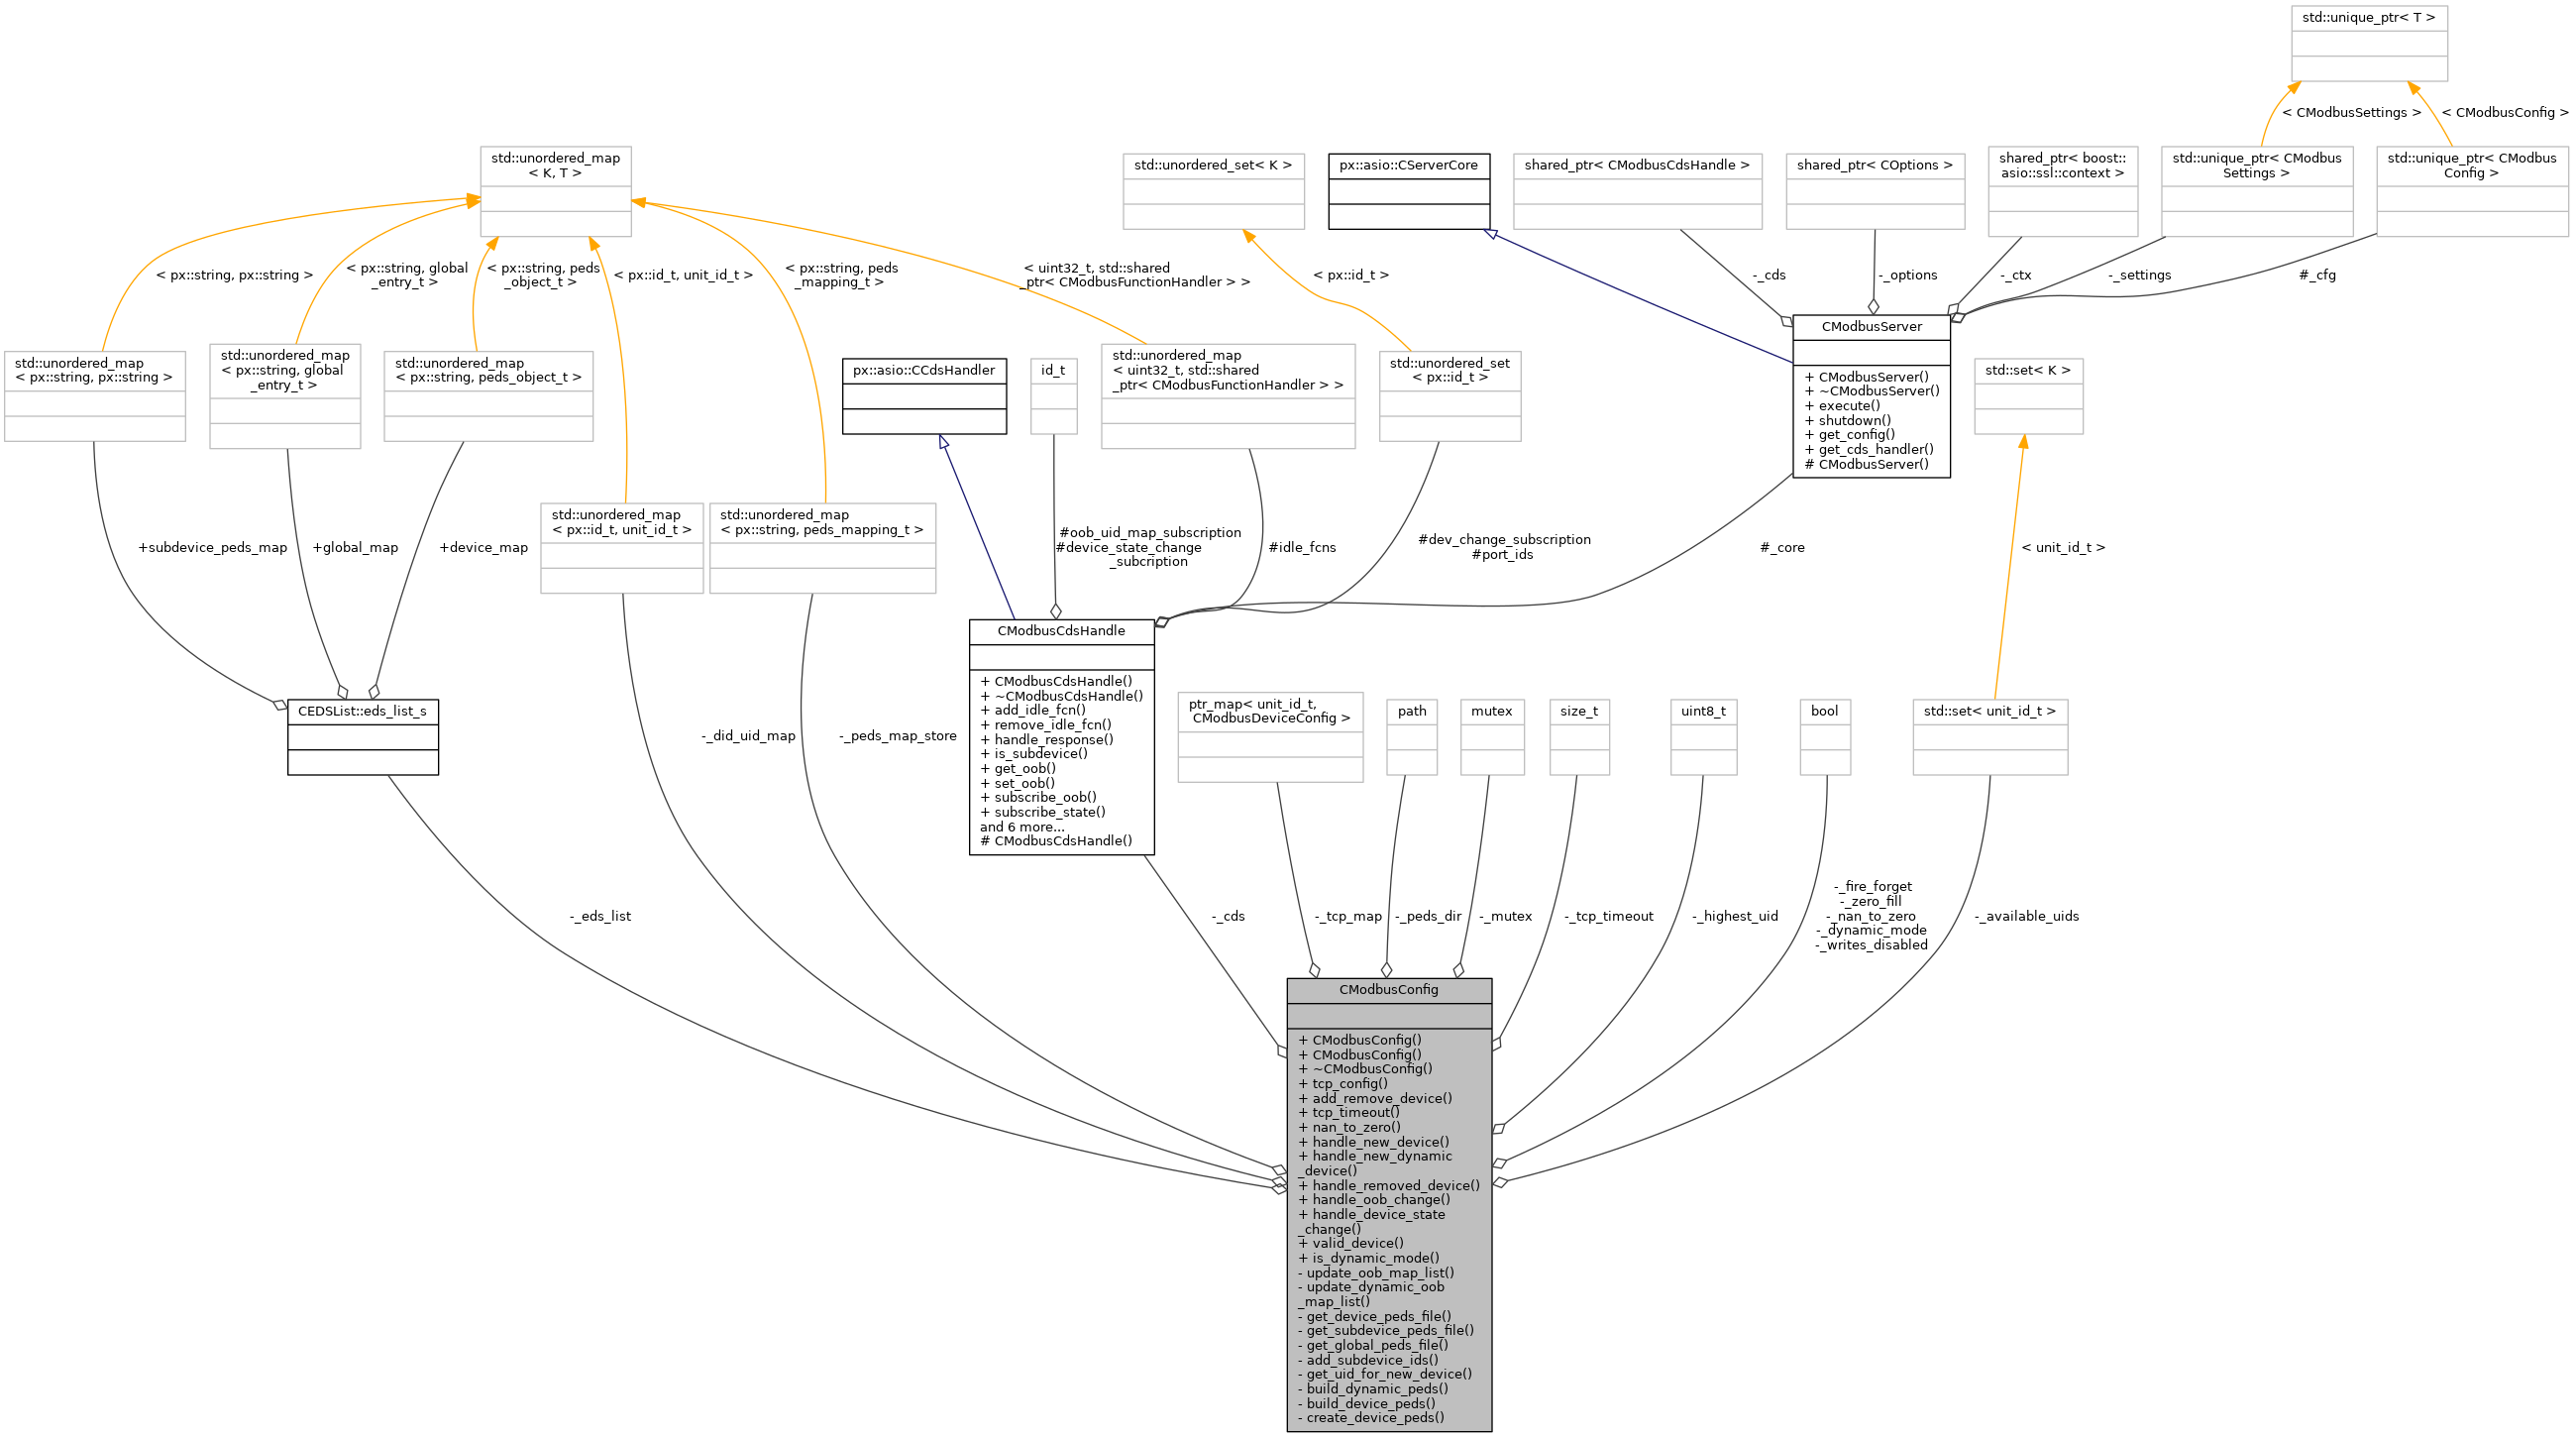 std::unique_ptr< T >
< CModbusSettings >
< CModbusConfig >
std::unordered_map
< K, T >
std::unordered_set< K >
px::asio::CServerCore
shared_ptr< CModbusCdsHandle >
shared_ptr< COptions >
shared_ptr< boost::
asio::ssl::context >
std::unique_ptr< CModbus
Settings >
std::unique_ptr< CModbus
Config >
< px::string, px::string >
< px::string, global
_entry_t >
< px::string, peds
_object_t >
< px::id_t, unit_id_t >
< px::string, peds
_mapping_t >
< uint32_t, std::shared
_ptr< CModbusFunctionHandler > >
< px::id_t >
-_cds
-_options
-_ctx
-_settings
#_cfg
std::unordered_map
< px::string, px::string >
std::unordered_map
< px::string, global
_entry_t >
std::unordered_map
< px::string, peds_object_t >
px::asio::CCdsHandler
id_t
std::unordered_map
< uint32_t, std::shared
_ptr< CModbusFunctionHandler > >
std::unordered_set
< px::id_t >
CModbusServer
+ CModbusServer()
+ ~CModbusServer()
+ execute()
+ shutdown()
+ get_config()
+ get_cds_handler()
# CModbusServer()
std::set< K >
std::unordered_map
< px::id_t, unit_id_t >
std::unordered_map
< px::string, peds_mapping_t >
+subdevice_peds_map
+global_map
+device_map
#oob_uid_map_subscription
#device_state_change
_subcription
#idle_fcns
#dev_change_subscription
#port_ids
#_core
< unit_id_t >
CEDSList::eds_list_s
-_did_uid_map
-_peds_map_store
CModbusCdsHandle
+ CModbusCdsHandle()
+ ~CModbusCdsHandle()
+ add_idle_fcn()
+ remove_idle_fcn()
+ handle_response()
+ is_subdevice()
+ get_oob()
+ set_oob()
+ subscribe_oob()
+ subscribe_state()
and 6 more...
# CModbusCdsHandle()
ptr_map< unit_id_t,
CModbusDeviceConfig >
path
mutex
size_t
uint8_t
bool
std::set< unit_id_t >
-_eds_list
-_cds
-_tcp_map
-_peds_dir
-_mutex
-_tcp_timeout
-_highest_uid
-_fire_forget
-_zero_fill
-_nan_to_zero
-_dynamic_mode
-_writes_disabled
-_available_uids
CModbusConfig
+ CModbusConfig()
+ CModbusConfig()
+ ~CModbusConfig()
+ tcp_config()
+ add_remove_device()
+ tcp_timeout()
+ nan_to_zero()
+ handle_new_device()
+ handle_new_dynamic
_device()
+ handle_removed_device()
+ handle_oob_change()
+ handle_device_state
_change()
+ valid_device()
+ is_dynamic_mode()
- update_oob_map_list()
- update_dynamic_oob
_map_list()
- get_device_peds_file()
- get_subdevice_peds_file()
- get_global_peds_file()
- add_subdevice_ids()
- get_uid_for_new_device()
- build_dynamic_peds()
- build_device_peds()
- create_device_peds()